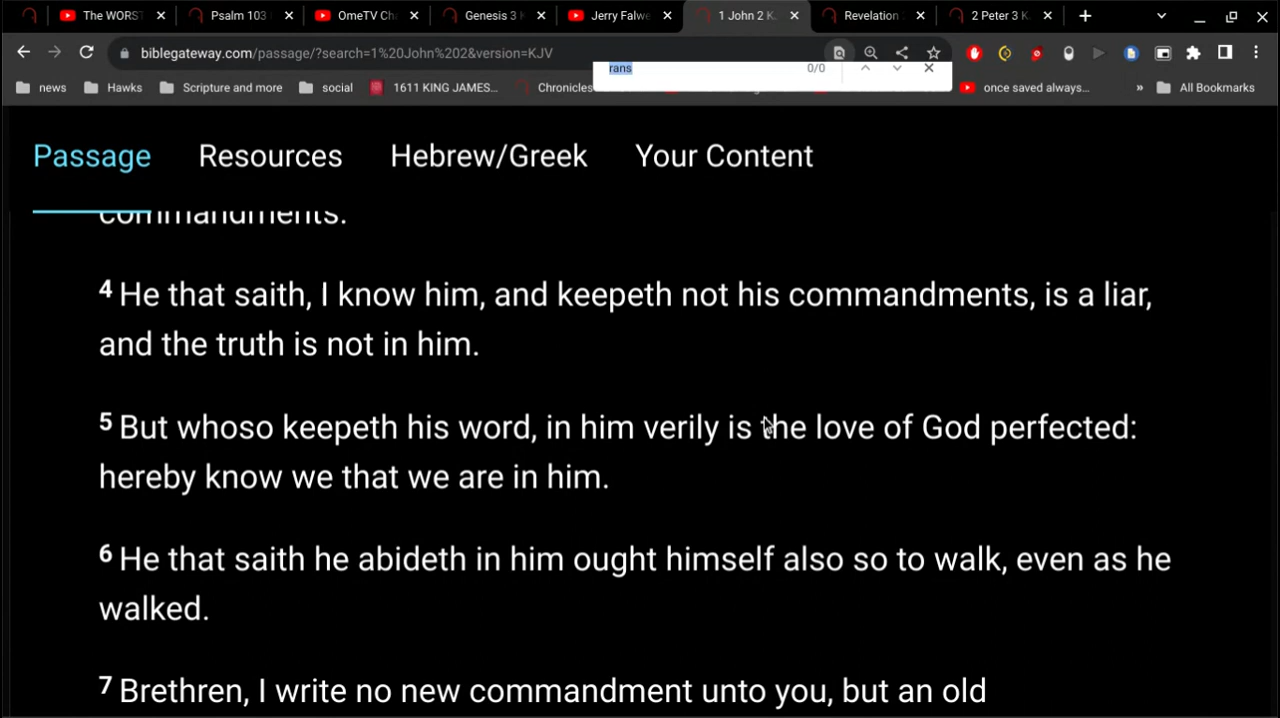 The WORS
Psalm 103
OmeTV Ch
Genesis 3 K
Jerry Falwe
1 John 2 K
Revelation
2 Peter 3 K
biblegateway.com/passage/?search=1%20John%202&version=KJV
rans 0/0
news
Hawks
Scripture and more
social
1611 KING JAMES...
Chronicles
once saved always...
»
All Bookmarks
Passage Resources Hebrew/Greek Your Content
commandments.
4 He that saith, I know him, and keepeth not his commandments, is a liar,
and the truth is not in him.
5 But whoso keepeth his word, in him verily is the love of God perfected:
hereby know we that we are in him.
6 He that saith he abideth in him ought himself also so to walk, even as he
walked.
7 Brethren, I write no new commandment unto you, but an old